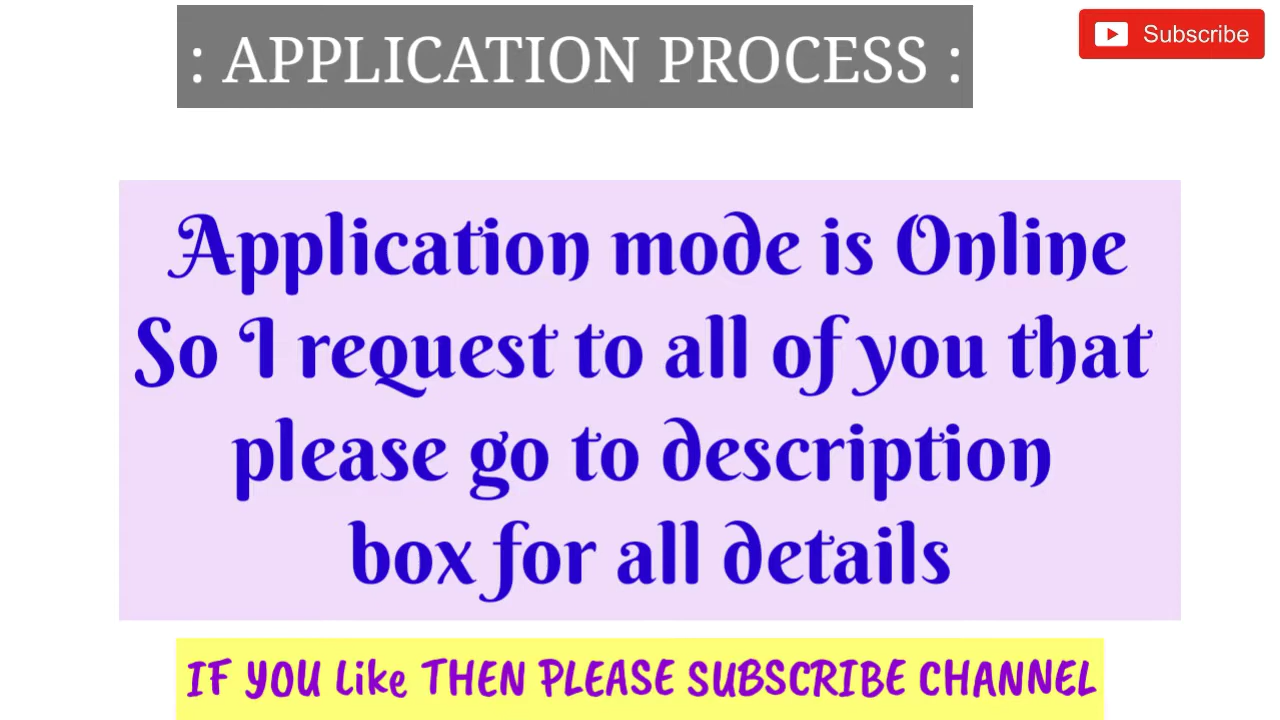 : APPLICATION PROCESS :
Subscribe
Application mode is Online
So I request to all of you that
please go to description
box for all details
IF YOU Like THEN PLEASE SUBSCRIBE CHANNEL